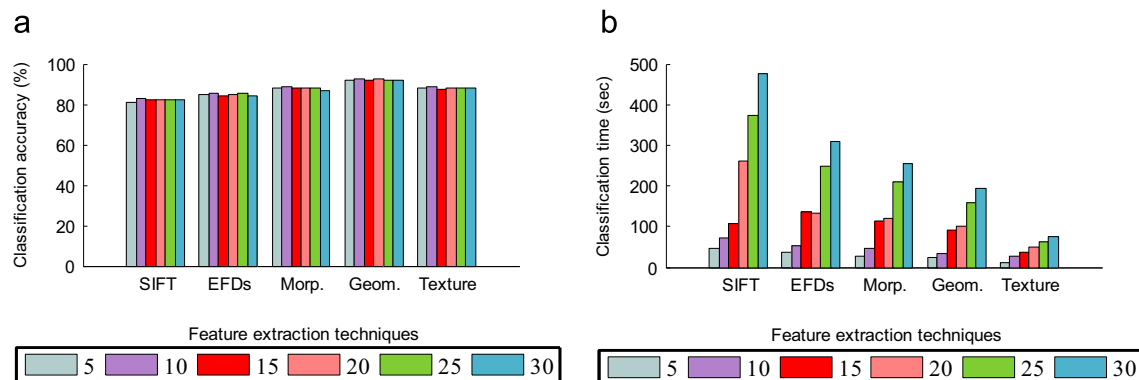 a
Classification accuracy (%)
100
80
60
40
20
0
SIFT EFDs Morp. Geom. Texture
Feature extraction techniques
5 10 15 20 25 30
b
Classification time (sec)
500
400
300
200
100
0
SIFT EFDs Morp. Geom. Texture
Feature extraction techniques
5 10 15 20 25 30